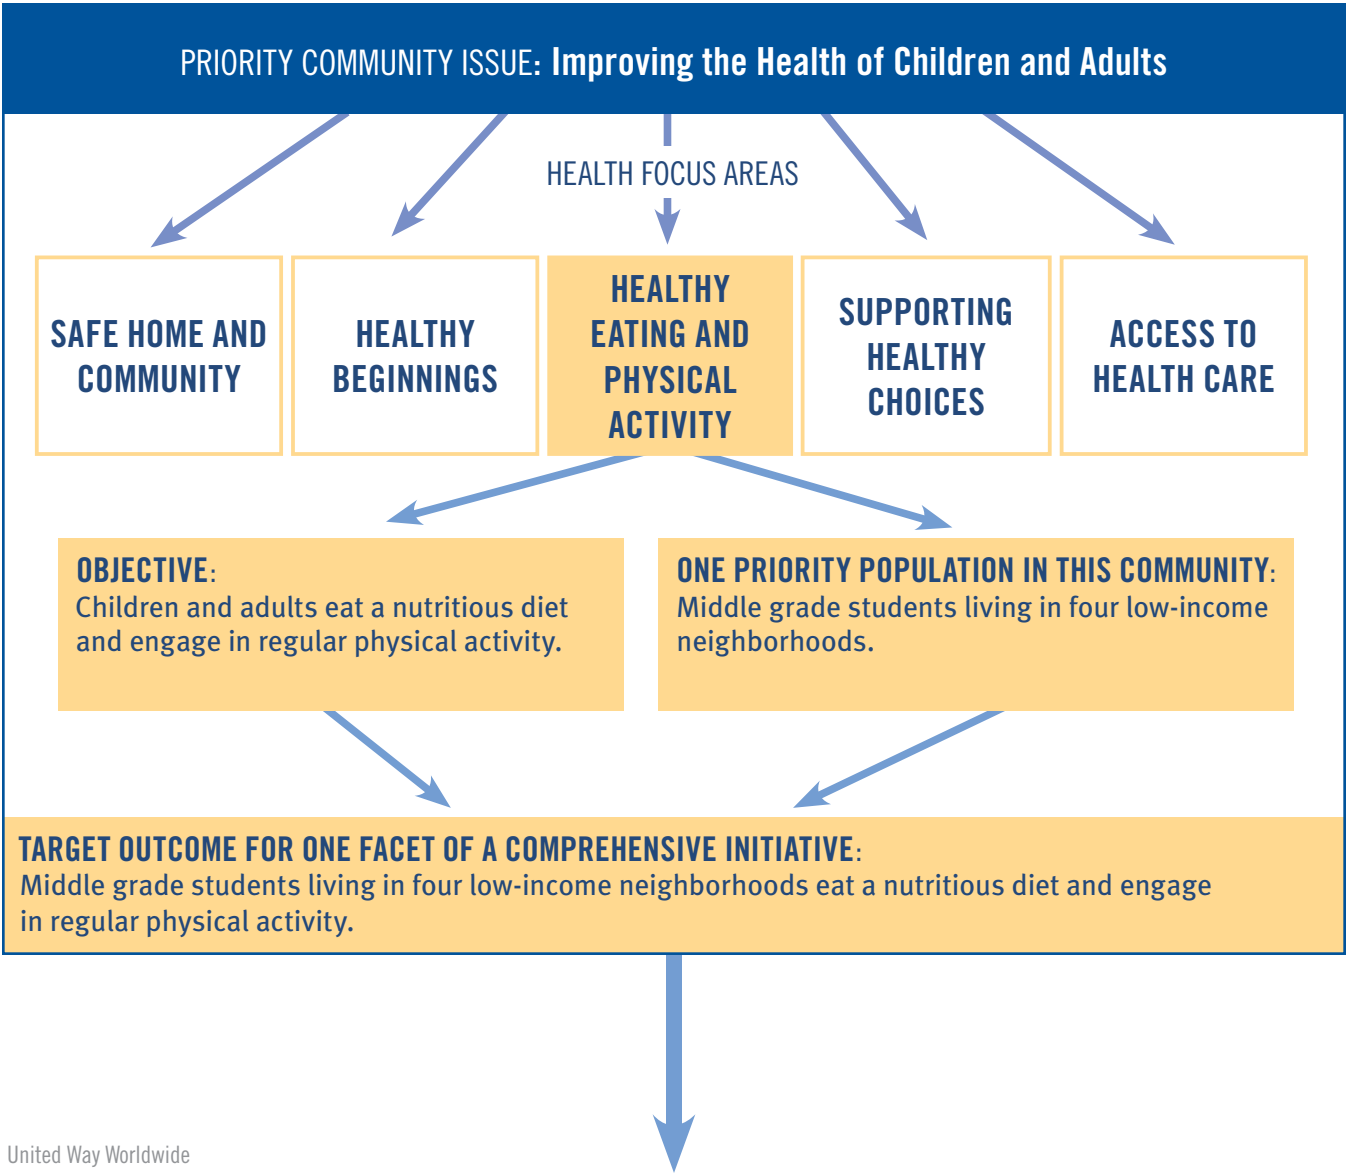 PRIORITY COMMUNITY ISSUE: Improving the Health of Children and Adults
HEALTH FOCUS AREAS
SAFE HOME AND
COMMUNITY
HEALTHY
BEGINNINGS
HEALTHY
EATING AND
PHYSICAL
ACTIVITY
SUPPORTING
HEALTHY
CHOICES
ACCESS TO
HEALTH CARE
OBJECTIVE:
Children and adults eat a nutritious diet
and engage in regular physical activity.
ONE PRIORITY POPULATION IN THIS COMMUNITY:
Middle grade students living in four low-income
neighborhoods.
TARGET OUTCOME FOR ONE FACET OF A COMPREHENSIVE INITIATIVE:
Middle grade students living in four low-income neighborhoods eat a nutritious diet and engage
in regular physical activity.
United Way Worldwide